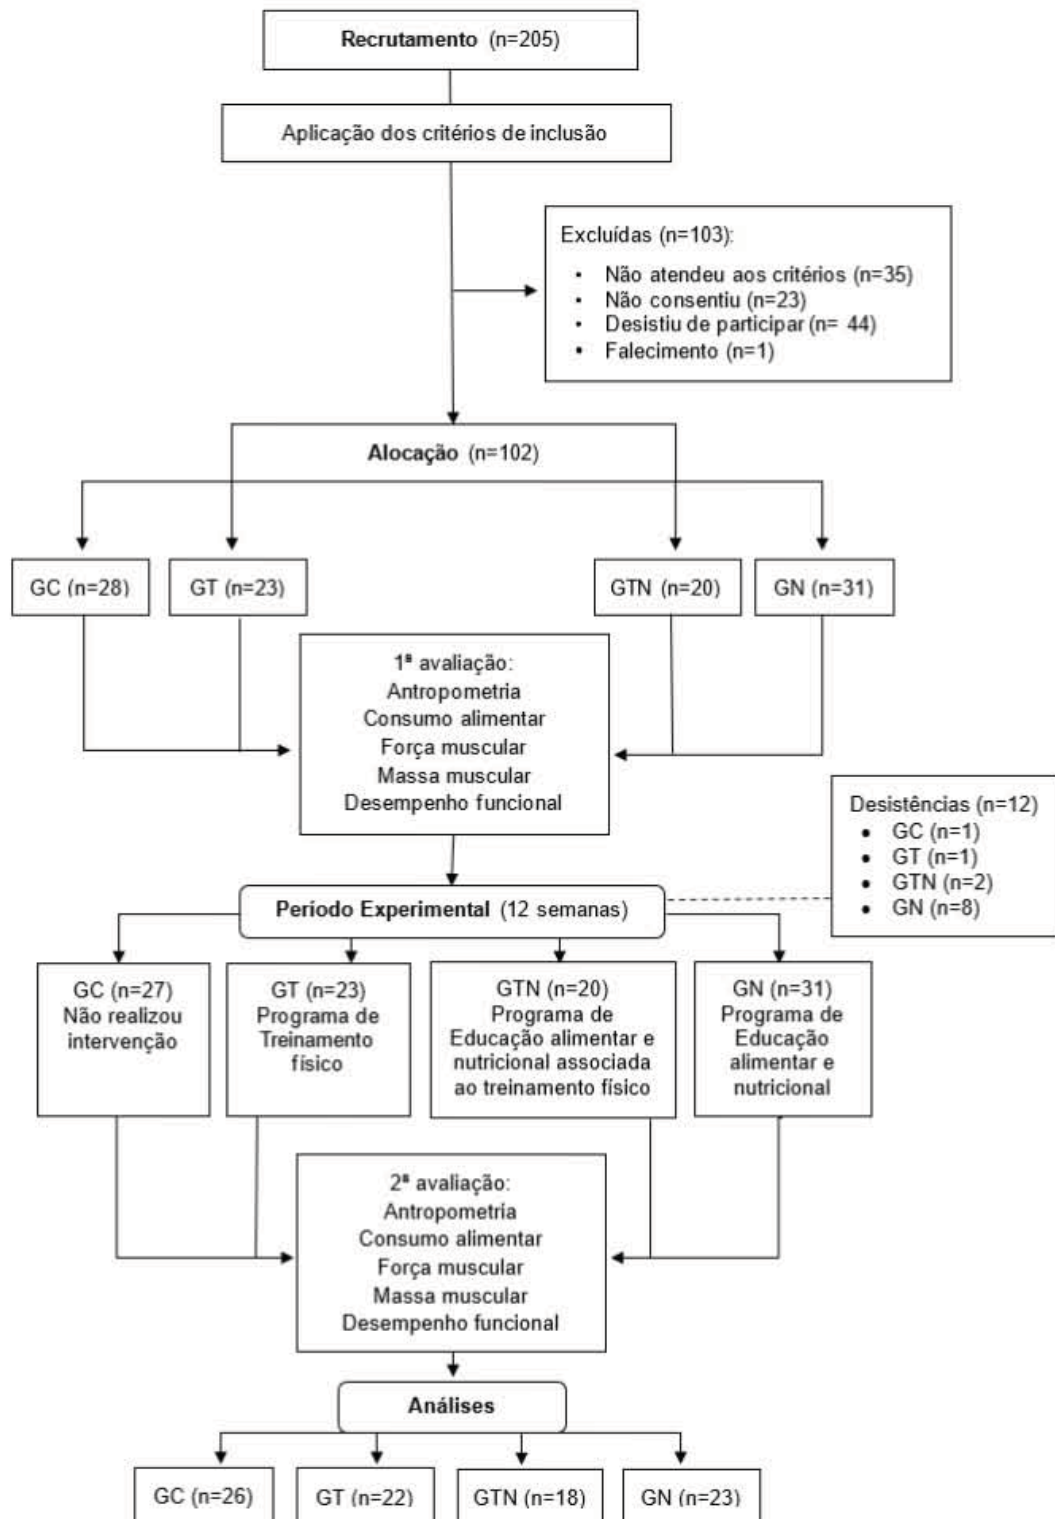 Recrutamento (n=205)
Aplicação dos critérios de inclusão
Excluídas (n=103):
• Não atendeu aos critérios (n=35)
• Não consentiu (n=23)
• Desistiu de participar (n= 44)
• Falecimento (n=1)
Alocação (n=102)
GC (n=28)
GT (n=23)
GTN (n=20)
GN (n=31)
1ª avaliação:
Antropometria
Consumo alimentar
Força muscular
Massa muscular
Desempenho funcional
Desistências (n=12)
• GC (n=1)
• GT (n=1)
• GTN (n=2)
• GN (n=8)
Período Experimental (12 semanas)
GC (n=27)
Não realizou
intervenção
GT (n=23)
Programa de
Treinamento
físico
GTN (n=20)
Programa de
Educação alimentar e
nutricional associada
ao treinamento físico
GN (n=31)
Programa de
Educação
alimentar e
nutricional
2ª avaliação:
Antropometria
Consumo alimentar
Força muscular
Massa muscular
Desempenho funcional
Análises
GC (n=26)
GT (n=22)
GTN (n=18)
GN (n=23)